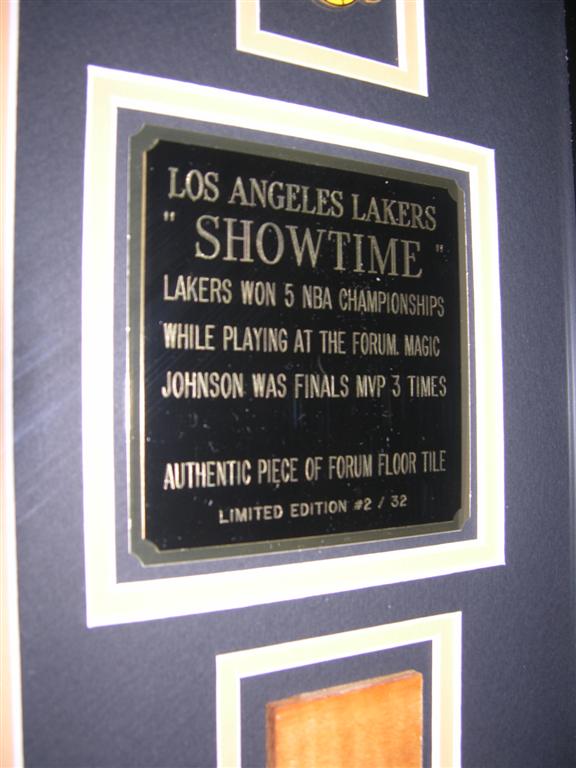 LOS ANGELES LAKERS
" SHOWTIME "
LAKERS WON 5 NBA CHAMPIONSHIPS
WHILE PLAYING AT THE FORUM. MAGIC
JOHNSON WAS FINALS MVP 3 TIMES
AUTHENTIC PIECE OF FORUM FLOOR TILE
LIMITED EDITION #2 / 32